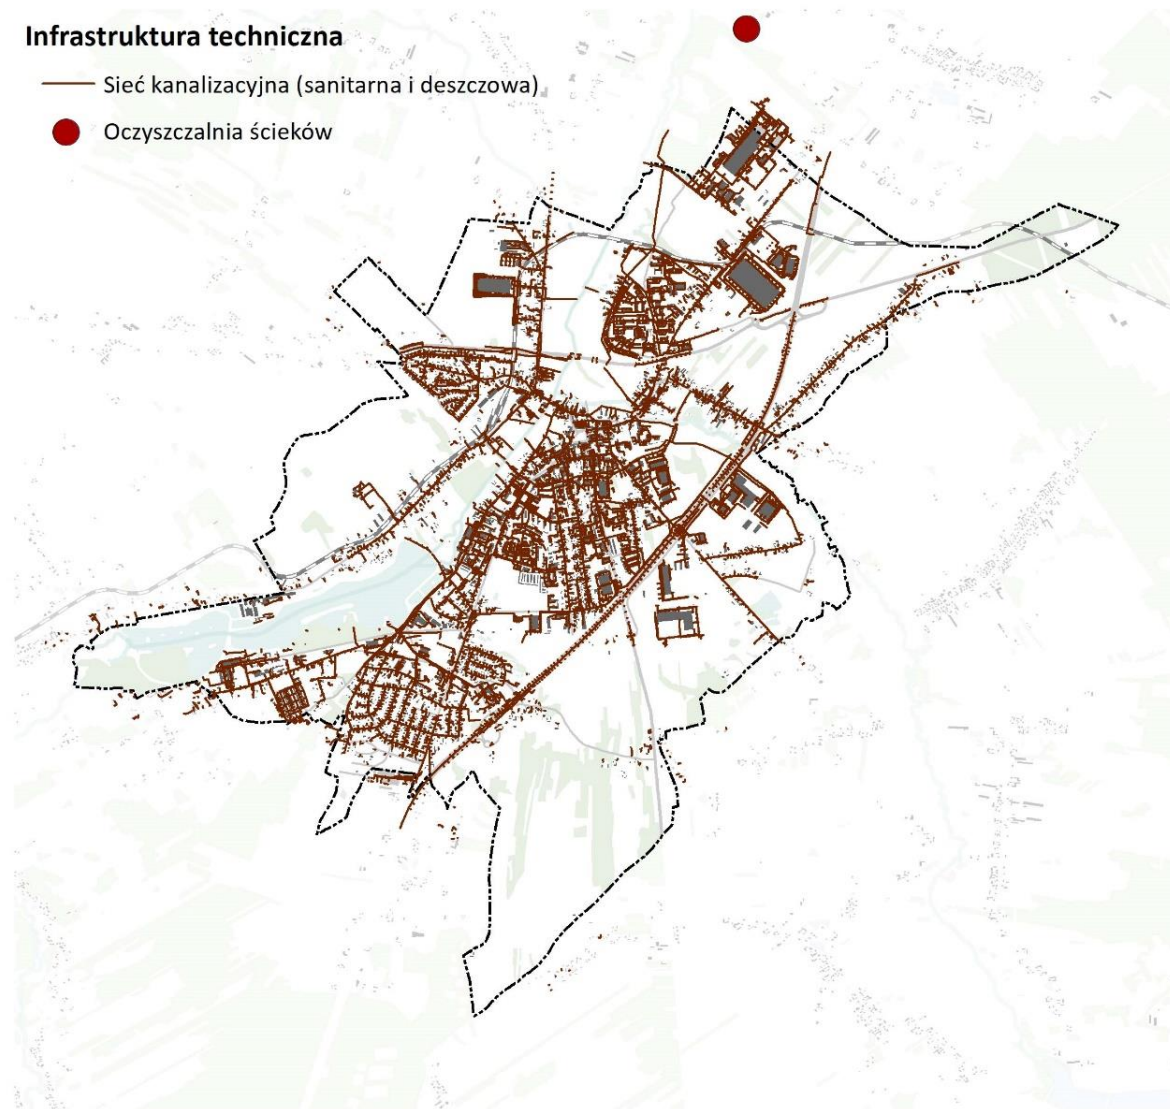 Infrastruktura techniczna
Sieć kanalizacyjna (sanitarna i deszczowa)
Oczyszczalnia ścieków